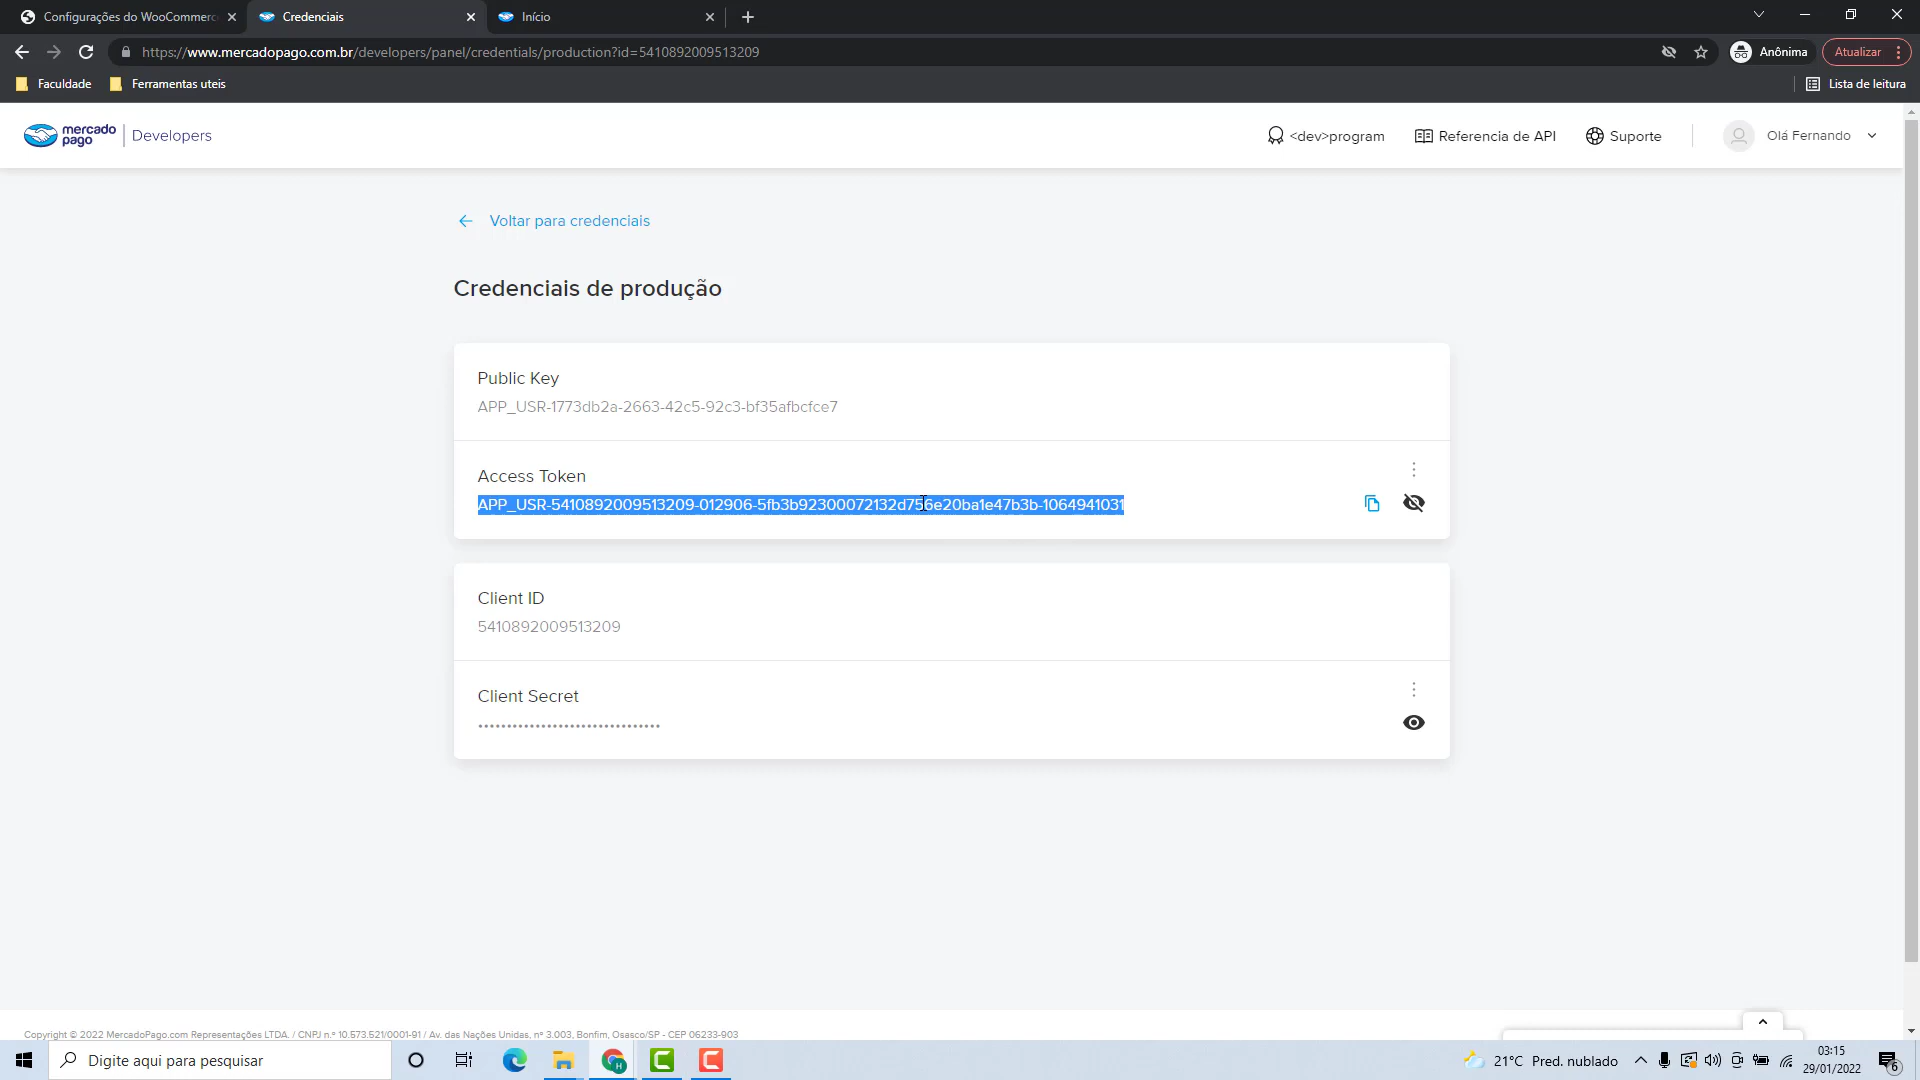 Configurações do WooCommerc
Credenciais
Início
https://www.mercadopago.com.br/developers/panel/credentials/production?id=5410892009513209
Anônima
Atualizar
Faculdade
Ferramentas uteis
Lista de leitura
mercado
pago
Developers
<dev>program
Referencia de API
Suporte
Olá Fernando
Voltar para credenciais
Credenciais de produção
Public Key
APP_USR-1773db2a-2663-42c5-92c3-bf35afbcfce7
Access Token
APP_USR-5410892009513209-012906-5fb3b92300072132d756e20ba1e47b3b-1064941031
Client ID
5410892009513209
Client Secret
Copyright © 2022 MercadoPago.com Representações LTDA. / CNPJ n.º 10.573.521/0001-91 / Av. das Nações Unidas, nº 3.003, Bonfim, Osasco/SP - CEP 06233-903
Digite aqui para pesquisar
21°C Pred. nublado
03:15
29/01/2022
6